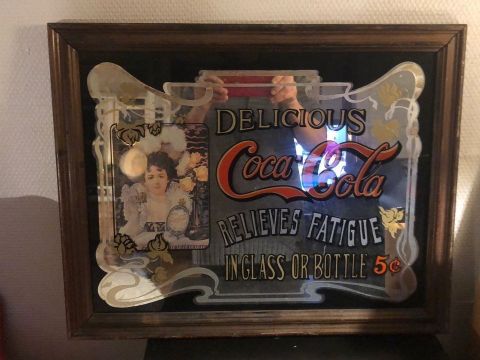 DELICIOUS
Coca-Cola
RELIEVES FATIGUE
IN GLASS OR BOTTLE 5¢